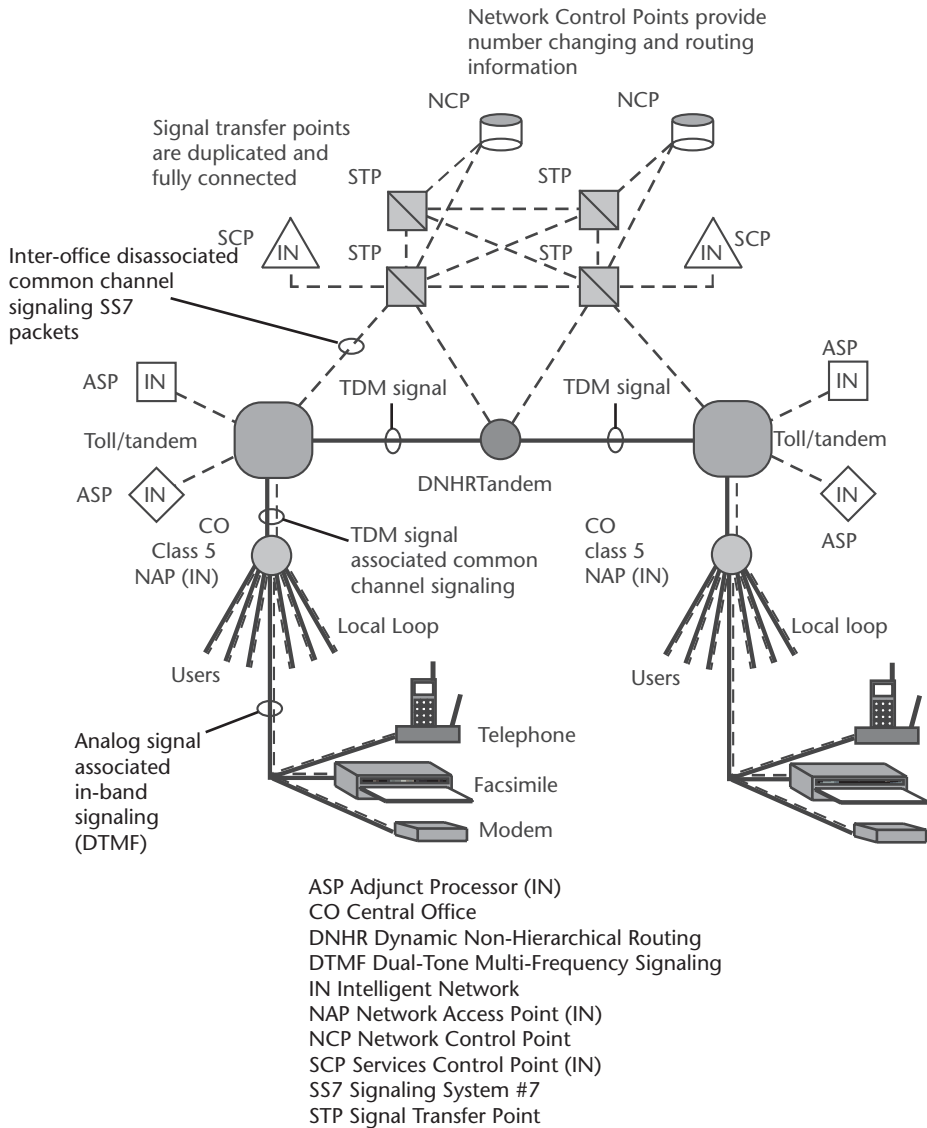 Network Control Points provide
number changing and routing
information
NCP
NCP
Signal transfer points
are duplicated and
fully connected
STP
STP
SCP
IN
STP
STP
IN
SCP
Inter-office disassociated
common channel
signaling SS7
packets
ASP
IN
TDM signal
TDM signal
ASP
IN
Toll/tandem
Toll/tandem
ASP
IN
DNHRTandem
IN
ASP
CO
Class 5
NAP (IN)
TDM signal
associated common
channel signaling
CO
class 5
NAP (IN)
Local Loop
Users
Local loop
Users
Analog signal
associated
in-band
signaling
(DTMF)
Telephone
Facsimile
Modem
ASP Adjunct Processor (IN)
CO Central Office
DNHR Dynamic Non-Hierarchical Routing
DTMF Dual-Tone Multi-Frequency Signaling
IN Intelligent Network
NAP Network Access Point (IN)
NCP Network Control Point
SCP Services Control Point (IN)
SS7 Signaling System #7
STP Signal Transfer Point